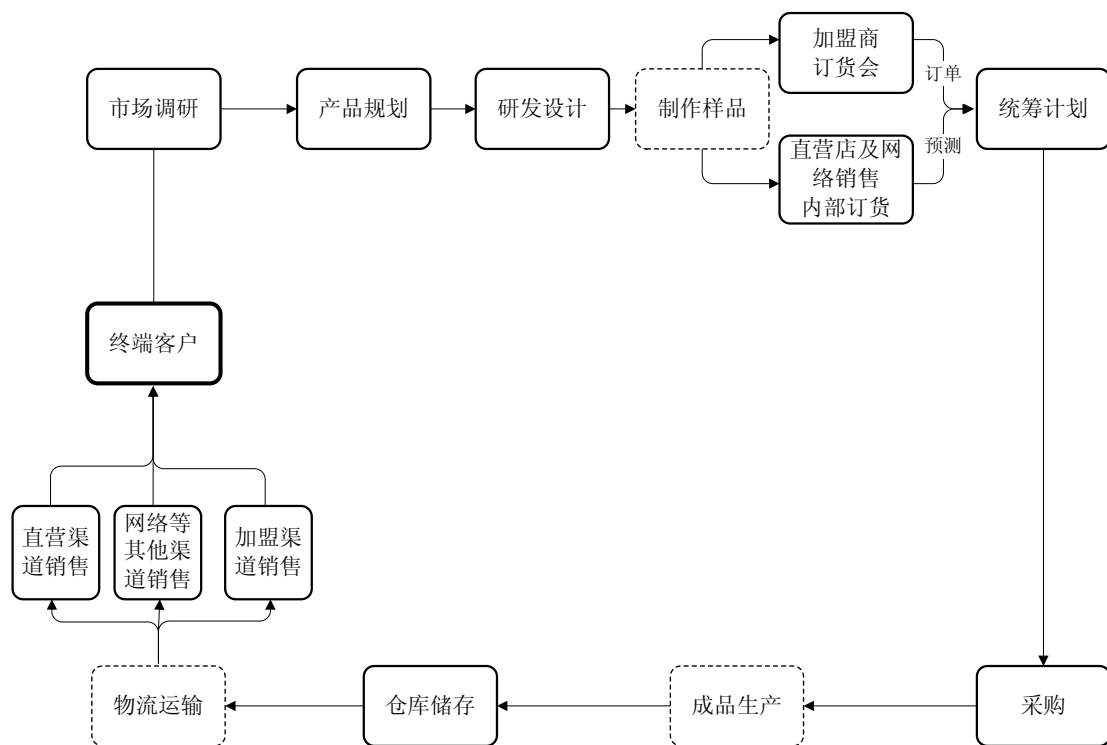 加盟商
订货会
订单
市场调研
产品规划
研发设计
制作样品
统筹计划
预测
直营店及网
络销售
内部订货
终端客户
直营渠
道销售
网络等
其他渠
道销售
加盟渠
道销售
物流运输
仓库储存
成品生产
采购